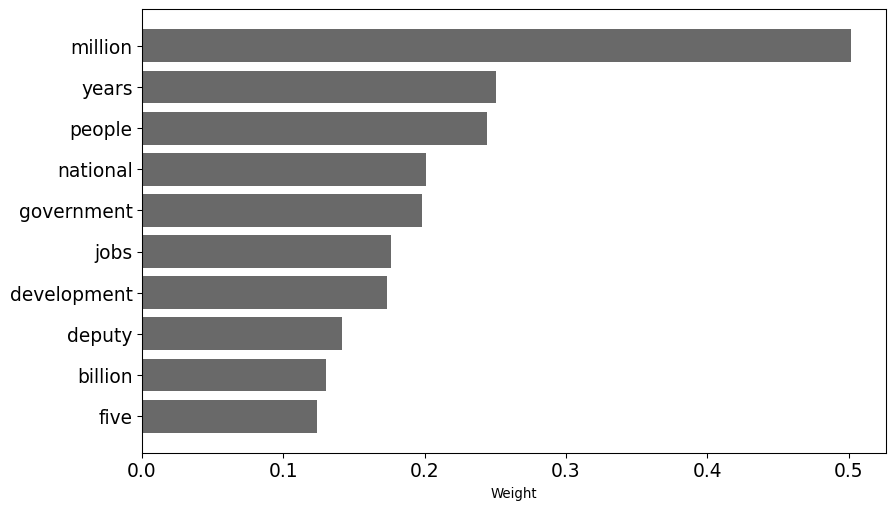 million
years
people
national
government
jobs
development
deputy
billion
five
0.0 0.1 0.2 0.3 0.4 0.5
Weight